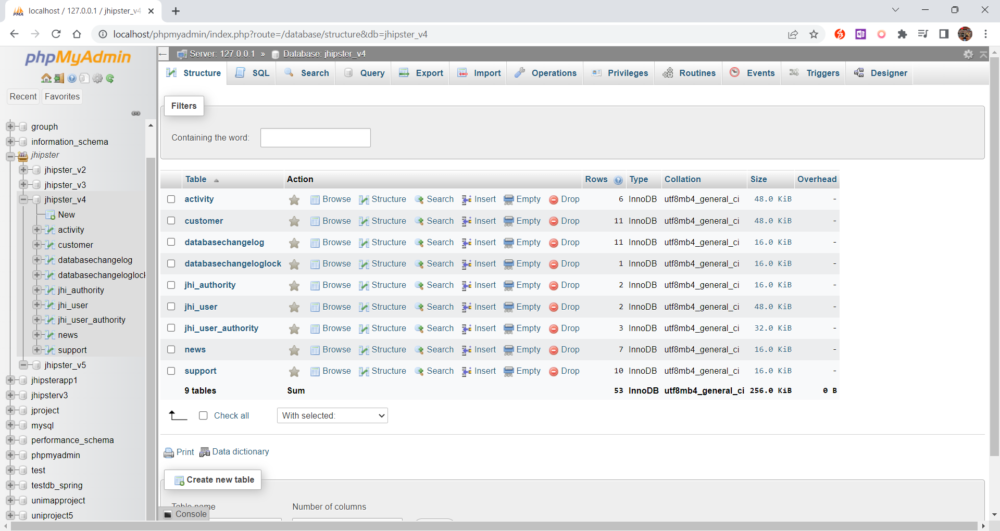 localhost / 127.0.0.1 / jhipster_v4
localhost/phpmyadmin/index.php?route=/database/structure&db=jhipster_v4
phpMyAdmin
Recent
Favorites
grouph
information_schema
jhipster
jhipster_v2
jhipster_v3
jhipster_v4
New
activity
customer
databasechangelog
databasechangeloglock
jhi_authority
jhi_user
jhi_user_authority
news
support
jhipster_v5
jhipsterapp1
jhipsterv3
jproject
mysql
performance_schema
phpmyadmin
test
testdb_spring
unimapproject
uniproject5
Server: 127.0.0.1 » Database: jhipster_v4
Structure SQL Search Query Export Import Operations Privileges Routines Events Triggers Designer
Filters
Containing the word:
Table Action Rows Type Collation Size Overhead
activity Browse Structure Search Insert Empty Drop 6 InnoDB utf8mb4_general_ci 48.0 KiB -
customer Browse Structure Search Insert Empty Drop 11 InnoDB utf8mb4_general_ci 48.0 KiB -
databasechangelog Browse Structure Search Insert Empty Drop 11 InnoDB utf8mb4_general_ci 16.0 KiB -
databasechangeloglock Browse Structure Search Insert Empty Drop 1 InnoDB utf8mb4_general_ci 16.0 KiB -
jhi_authority Browse Structure Search Insert Empty Drop 2 InnoDB utf8mb4_general_ci 16.0 KiB -
jhi_user Browse Structure Search Insert Empty Drop 2 InnoDB utf8mb4_general_ci 48.0 KiB -
jhi_user_authority Browse Structure Search Insert Empty Drop 3 InnoDB utf8mb4_general_ci 32.0 KiB -
news Browse Structure Search Insert Empty Drop 7 InnoDB utf8mb4_general_ci 16.0 KiB -
support Browse Structure Search Insert Empty Drop 10 InnoDB utf8mb4_general_ci 16.0 KiB -
9 tables Sum 53 InnoDB utf8mb4_general_ci 256.0 KiB 0 B
Check all
With selected:
Print Data dictionary
Create new table
Table name Number of columns
Console